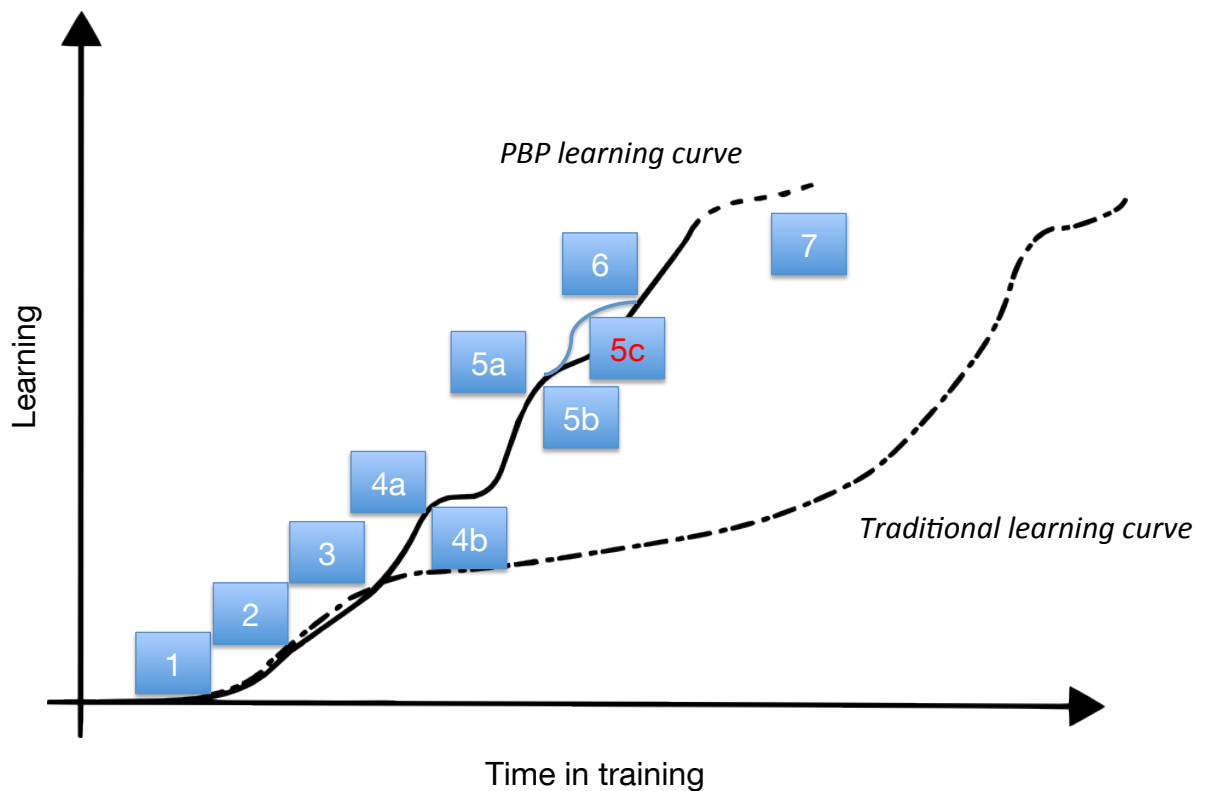 PBP learning curve
7
6
5c
5a
5b
Learning
4a
4b
Traditional learning curve
3
2
1
Time in training